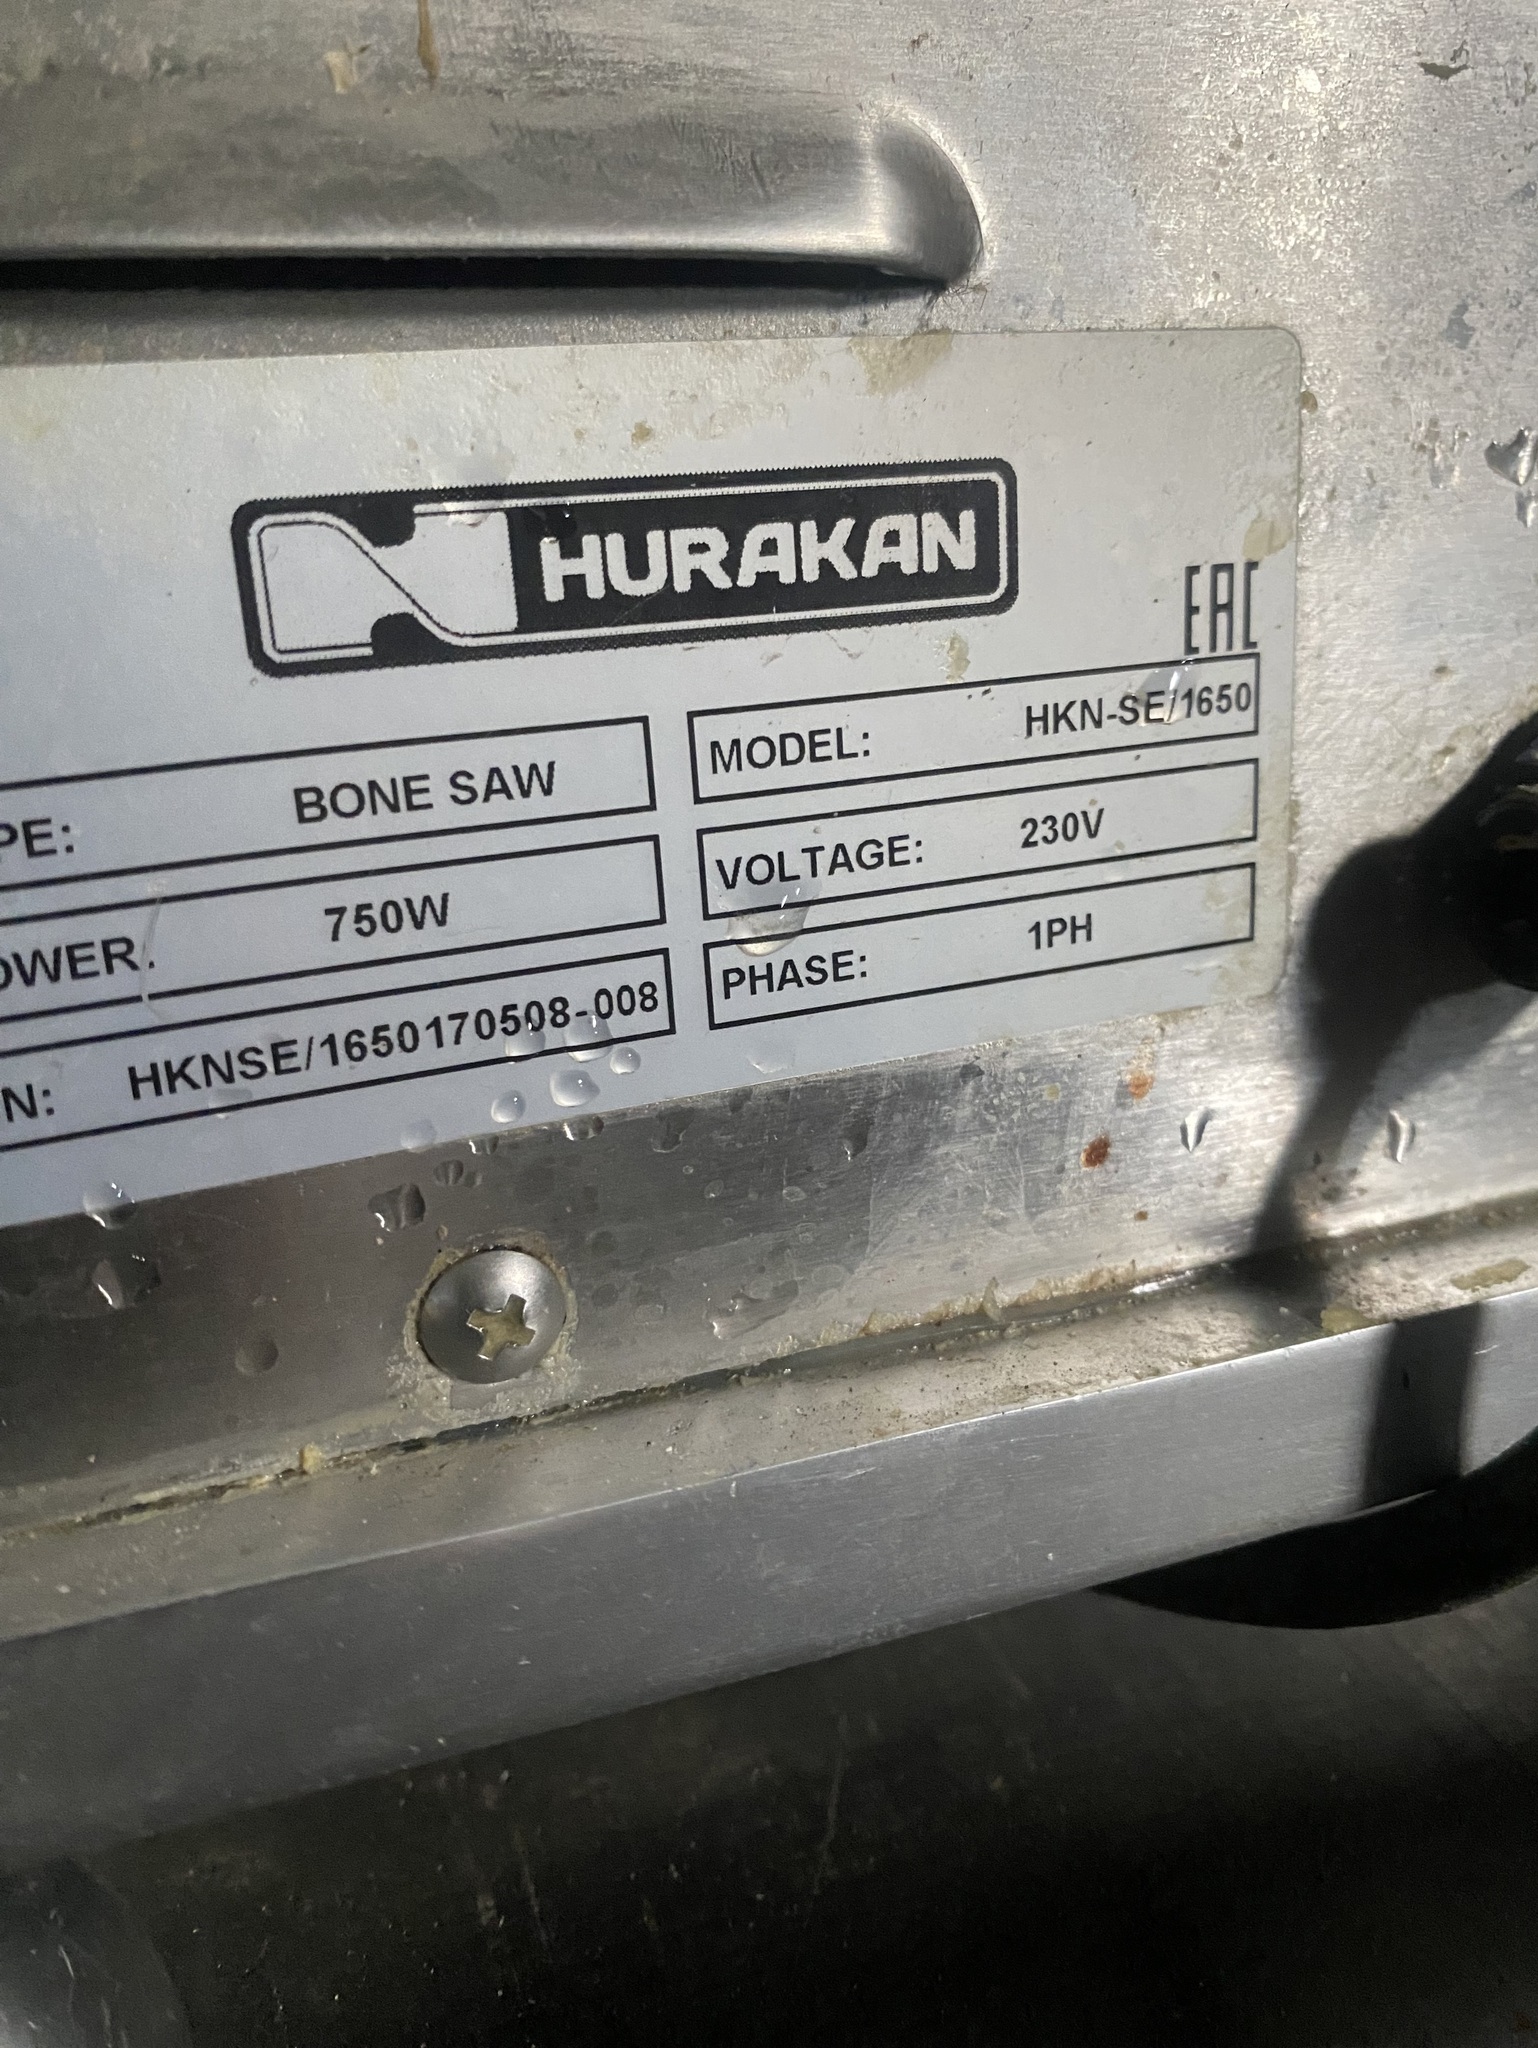 HURAKAN
EAC
PE: BONE SAW
MODEL: HKN-SE/1650
OWER: 750W
VOLTAGE: 230V
N: HKNSE/1650170508-008
PHASE: 1PH